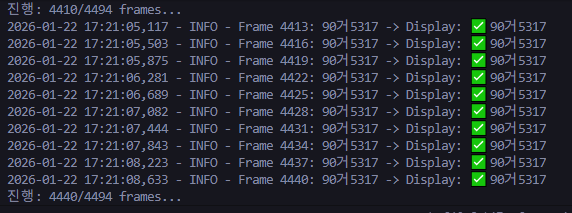 진행: 4410/4494 frames...
2026-01-22 17:21:05,117 - INFO - Frame 4413: 90거5317 -> Display: ✅ 90거5317
2026-01-22 17:21:05,503 - INFO - Frame 4416: 90거5317 -> Display: ✅ 90거5317
2026-01-22 17:21:05,875 - INFO - Frame 4419: 90거5317 -> Display: ✅ 90거5317
2026-01-22 17:21:06,281 - INFO - Frame 4422: 90거5317 -> Display: ✅ 90거5317
2026-01-22 17:21:06,689 - INFO - Frame 4425: 90거5317 -> Display: ✅ 90거5317
2026-01-22 17:21:07,082 - INFO - Frame 4428: 90거5317 -> Display: ✅ 90거5317
2026-01-22 17:21:07,444 - INFO - Frame 4431: 90거5317 -> Display: ✅ 90거5317
2026-01-22 17:21:07,843 - INFO - Frame 4434: 90거5317 -> Display: ✅ 90거5317
2026-01-22 17:21:08,223 - INFO - Frame 4437: 90거5317 -> Display: ✅ 90거5317
2026-01-22 17:21:08,633 - INFO - Frame 4440: 90거5317 -> Display: ✅ 90거5317
진행: 4440/4494 frames...